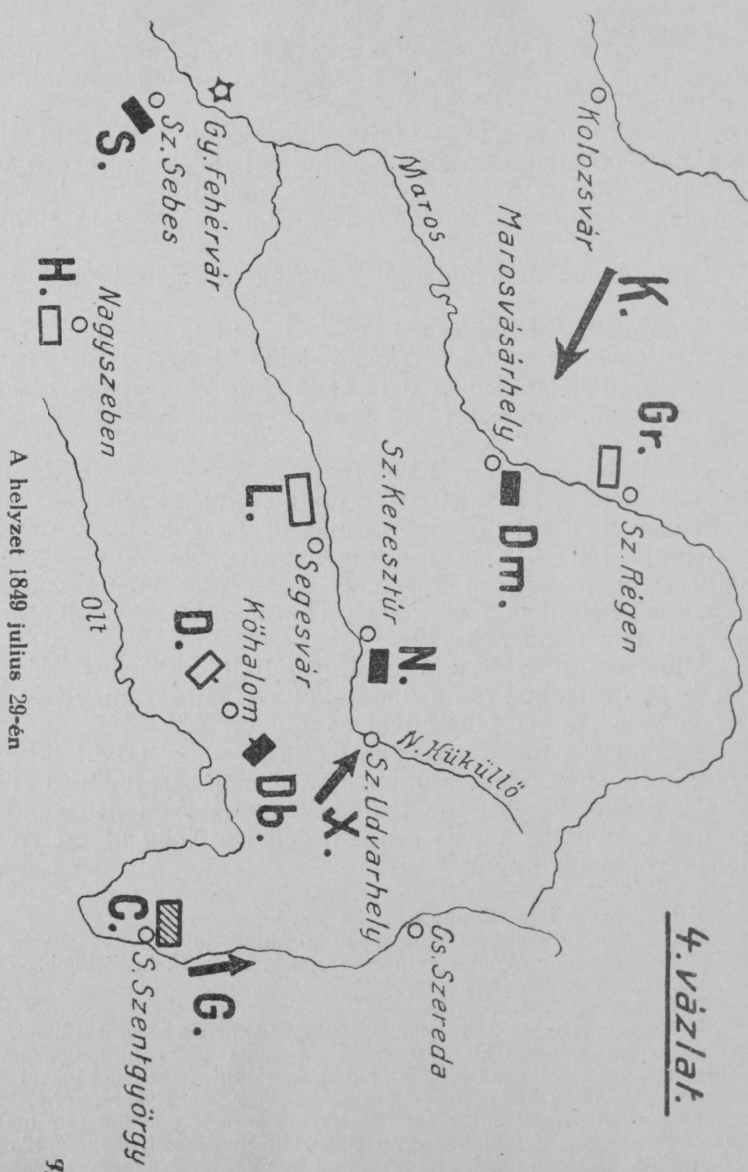 4. vázlat.
Kolozsvár
K.
Gr.
Sz. Régen
Maros
Marosvásárhely
Dm.
Gy. Fehérvár
Sz. Sebes
S.
Sz. Keresztúr
N.
N. Küküllő
Cs. Szereda
L.
Segesvár
Sz. Udvarhely
X.
H.
Nagyszeben
D.
Kőhalom
Db.
G.
Olt
C.
S. Szentgyörgy
A helyzet 1849 julius 29-én